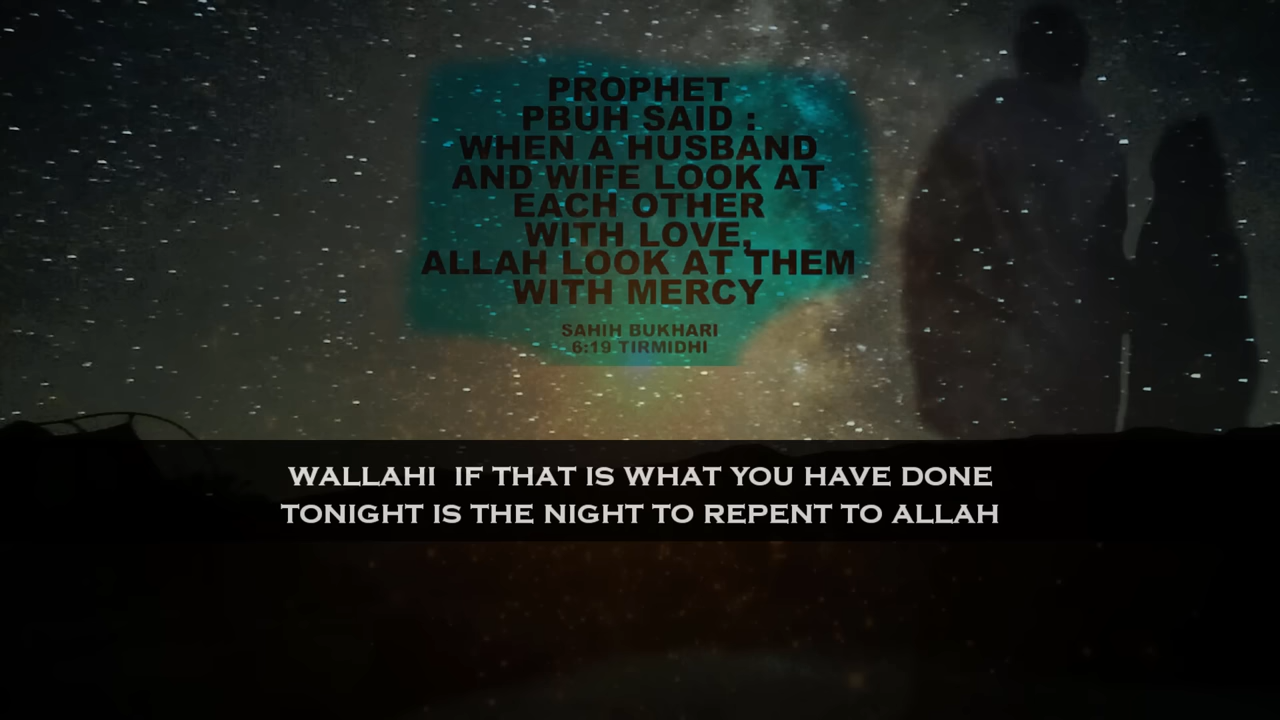 PROPHET
PBUH SAID :
WHEN A HUSBAND
AND WIFE LOOK AT
EACH OTHER
WITH LOVE,
ALLAH LOOK AT THEM
WITH MERCY
SAHIH BUKHARI
6:19 TIRMIDHI
WALLAHI  IF THAT IS WHAT YOU HAVE DONE
TONIGHT IS THE NIGHT TO REPENT TO ALLAH